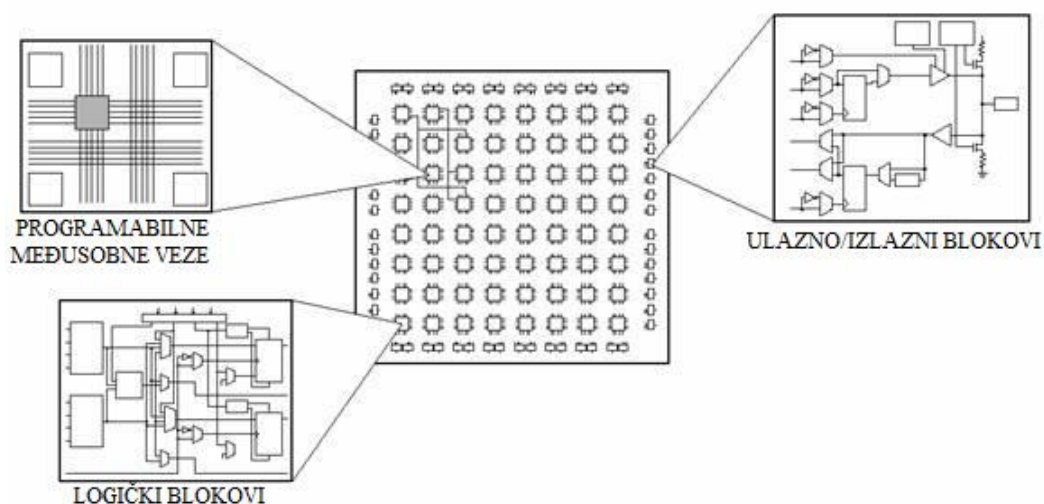 PROGRAMABILNE
MEĐUSOBNE VEZE
ULAZNO/IZLAZNI BLOKOVI
LOGIČKI BLOKOVI